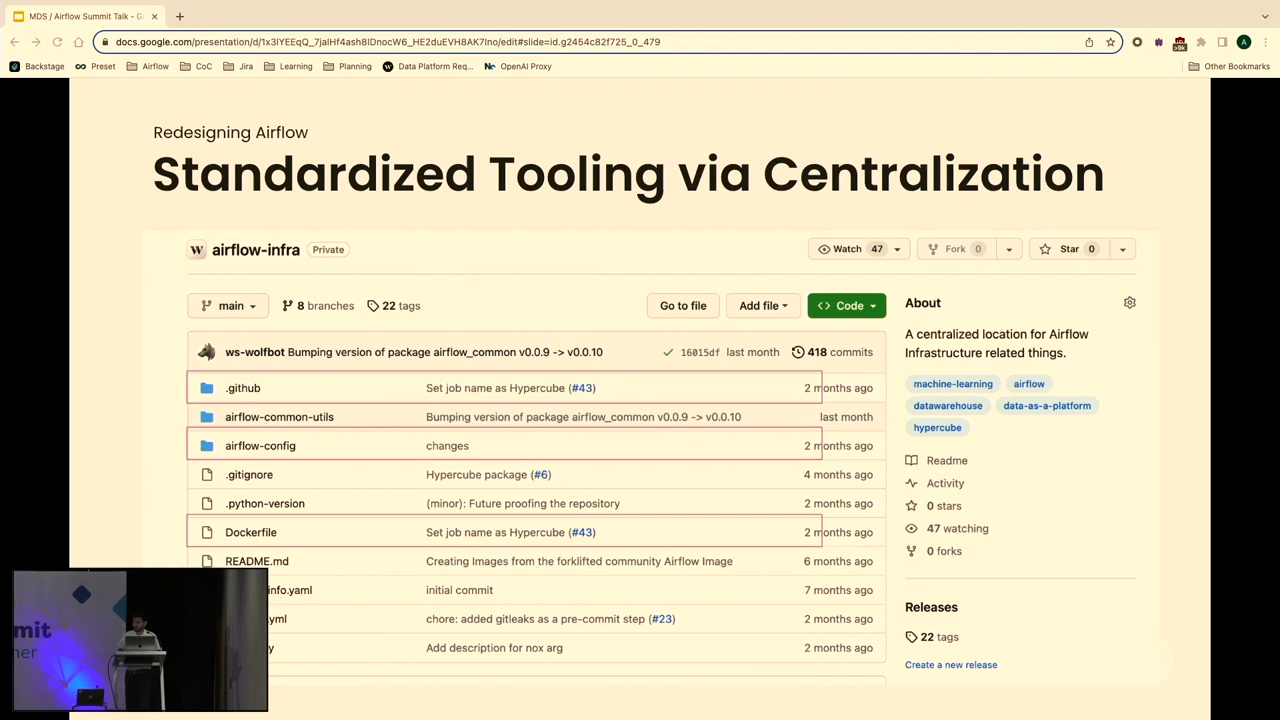 MDS / Airflow Summit Talk - G
docs.google.com/presentation/d/1x3IYEEqQ_7jalHf4ash8IDnocW6_HE2duEVH8AK7lno/edit#slide=id.g2454c82f725_0_479
>9k
A
Backstage Preset Airflow CoC Jira Learning Planning Data Platform Req... OpenAI Proxy Other Bookmarks
Redesigning Airflow
Standardized Tooling via Centralization
W airflow-infra Private Watch 47 Fork 0 Star 0
main 8 branches 22 tags Go to file Add file <> Code
About
A centralized location for Airflow
Infrastructure related things.
machine-learning airflow
datawarehouse data-as-a-platform
hypercube
Readme
Activity
0 stars
47 watching
0 forks
Releases
22 tags
Create a new release
ws-wolfbot Bumping version of package airflow_common v0.0.9 -> v0.0.10 16015df last month 418 commits
.github Set job name as Hypercube (#43) 2 months ago
airflow-common-utils Bumping version of package airflow_common v0.0.9 -> v0.0.10 last month
airflow-config changes 2 months ago
.gitignore Hypercube package (#6) 4 months ago
.python-version (minor): Future proofing the repository 2 months ago
Dockerfile Set job name as Hypercube (#43) 2 months ago
README.md Creating Images from the forklifted community Airflow Image 6 months ago
info.yaml initial commit 7 months ago
.yml chore: added gitleaks as a pre-commit step (#23) 2 months ago
y Add description for nox arg 2 months ago
mmit
ner